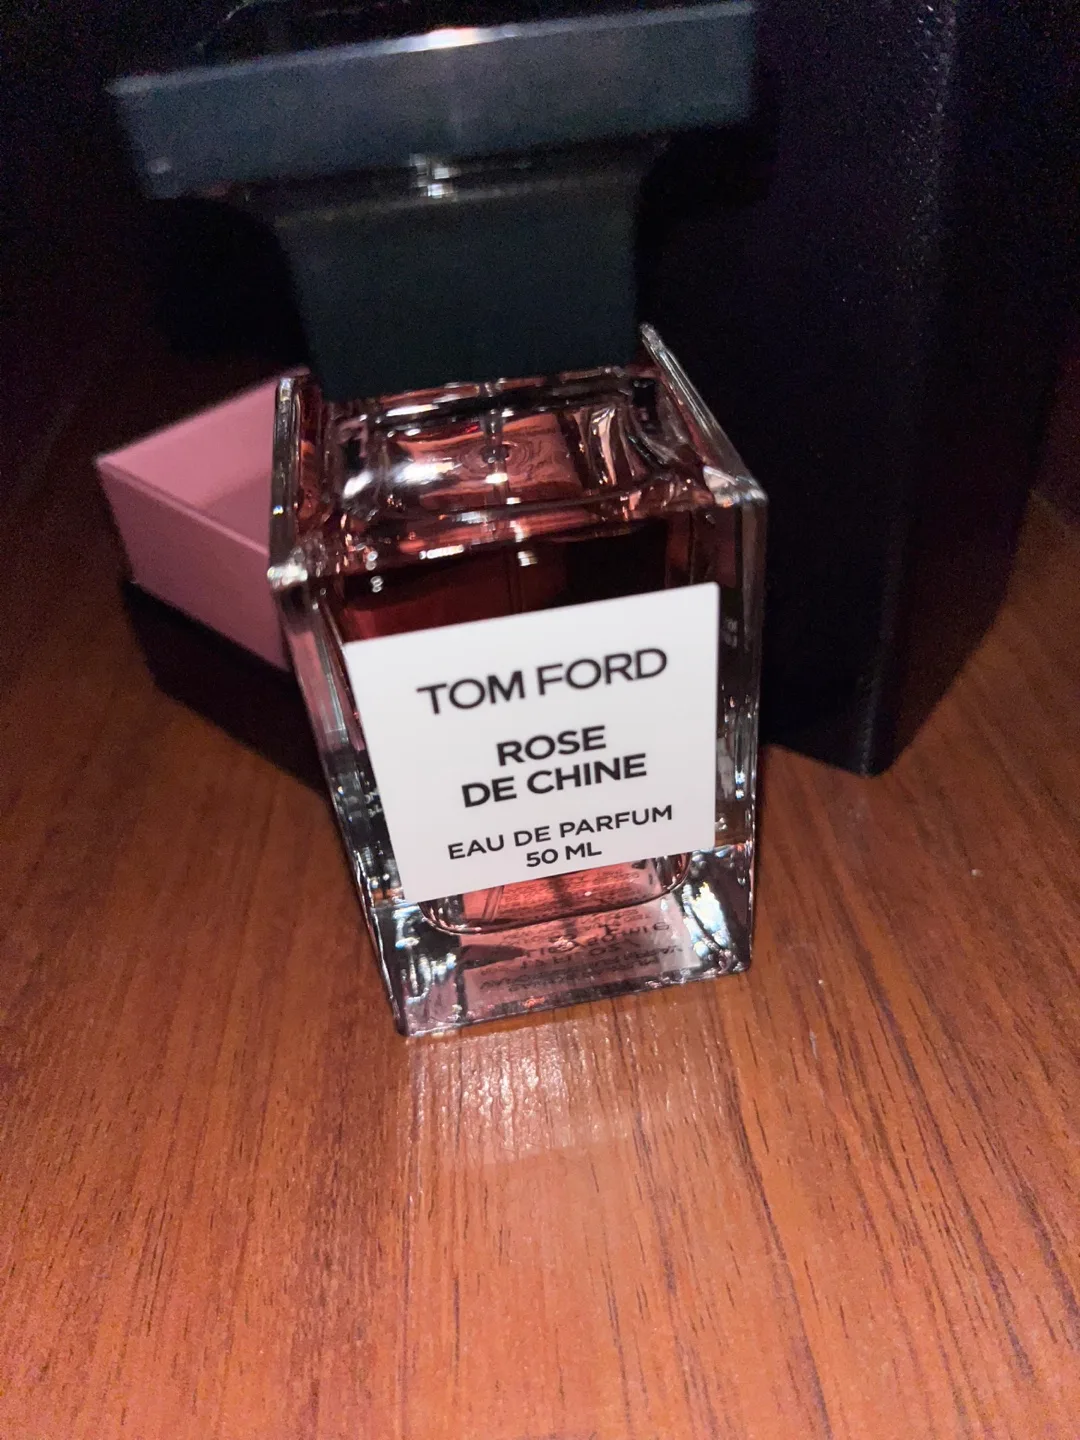 TOM FORD
ROSE
DE CHINE
EAU DE PARFUM
50 ML